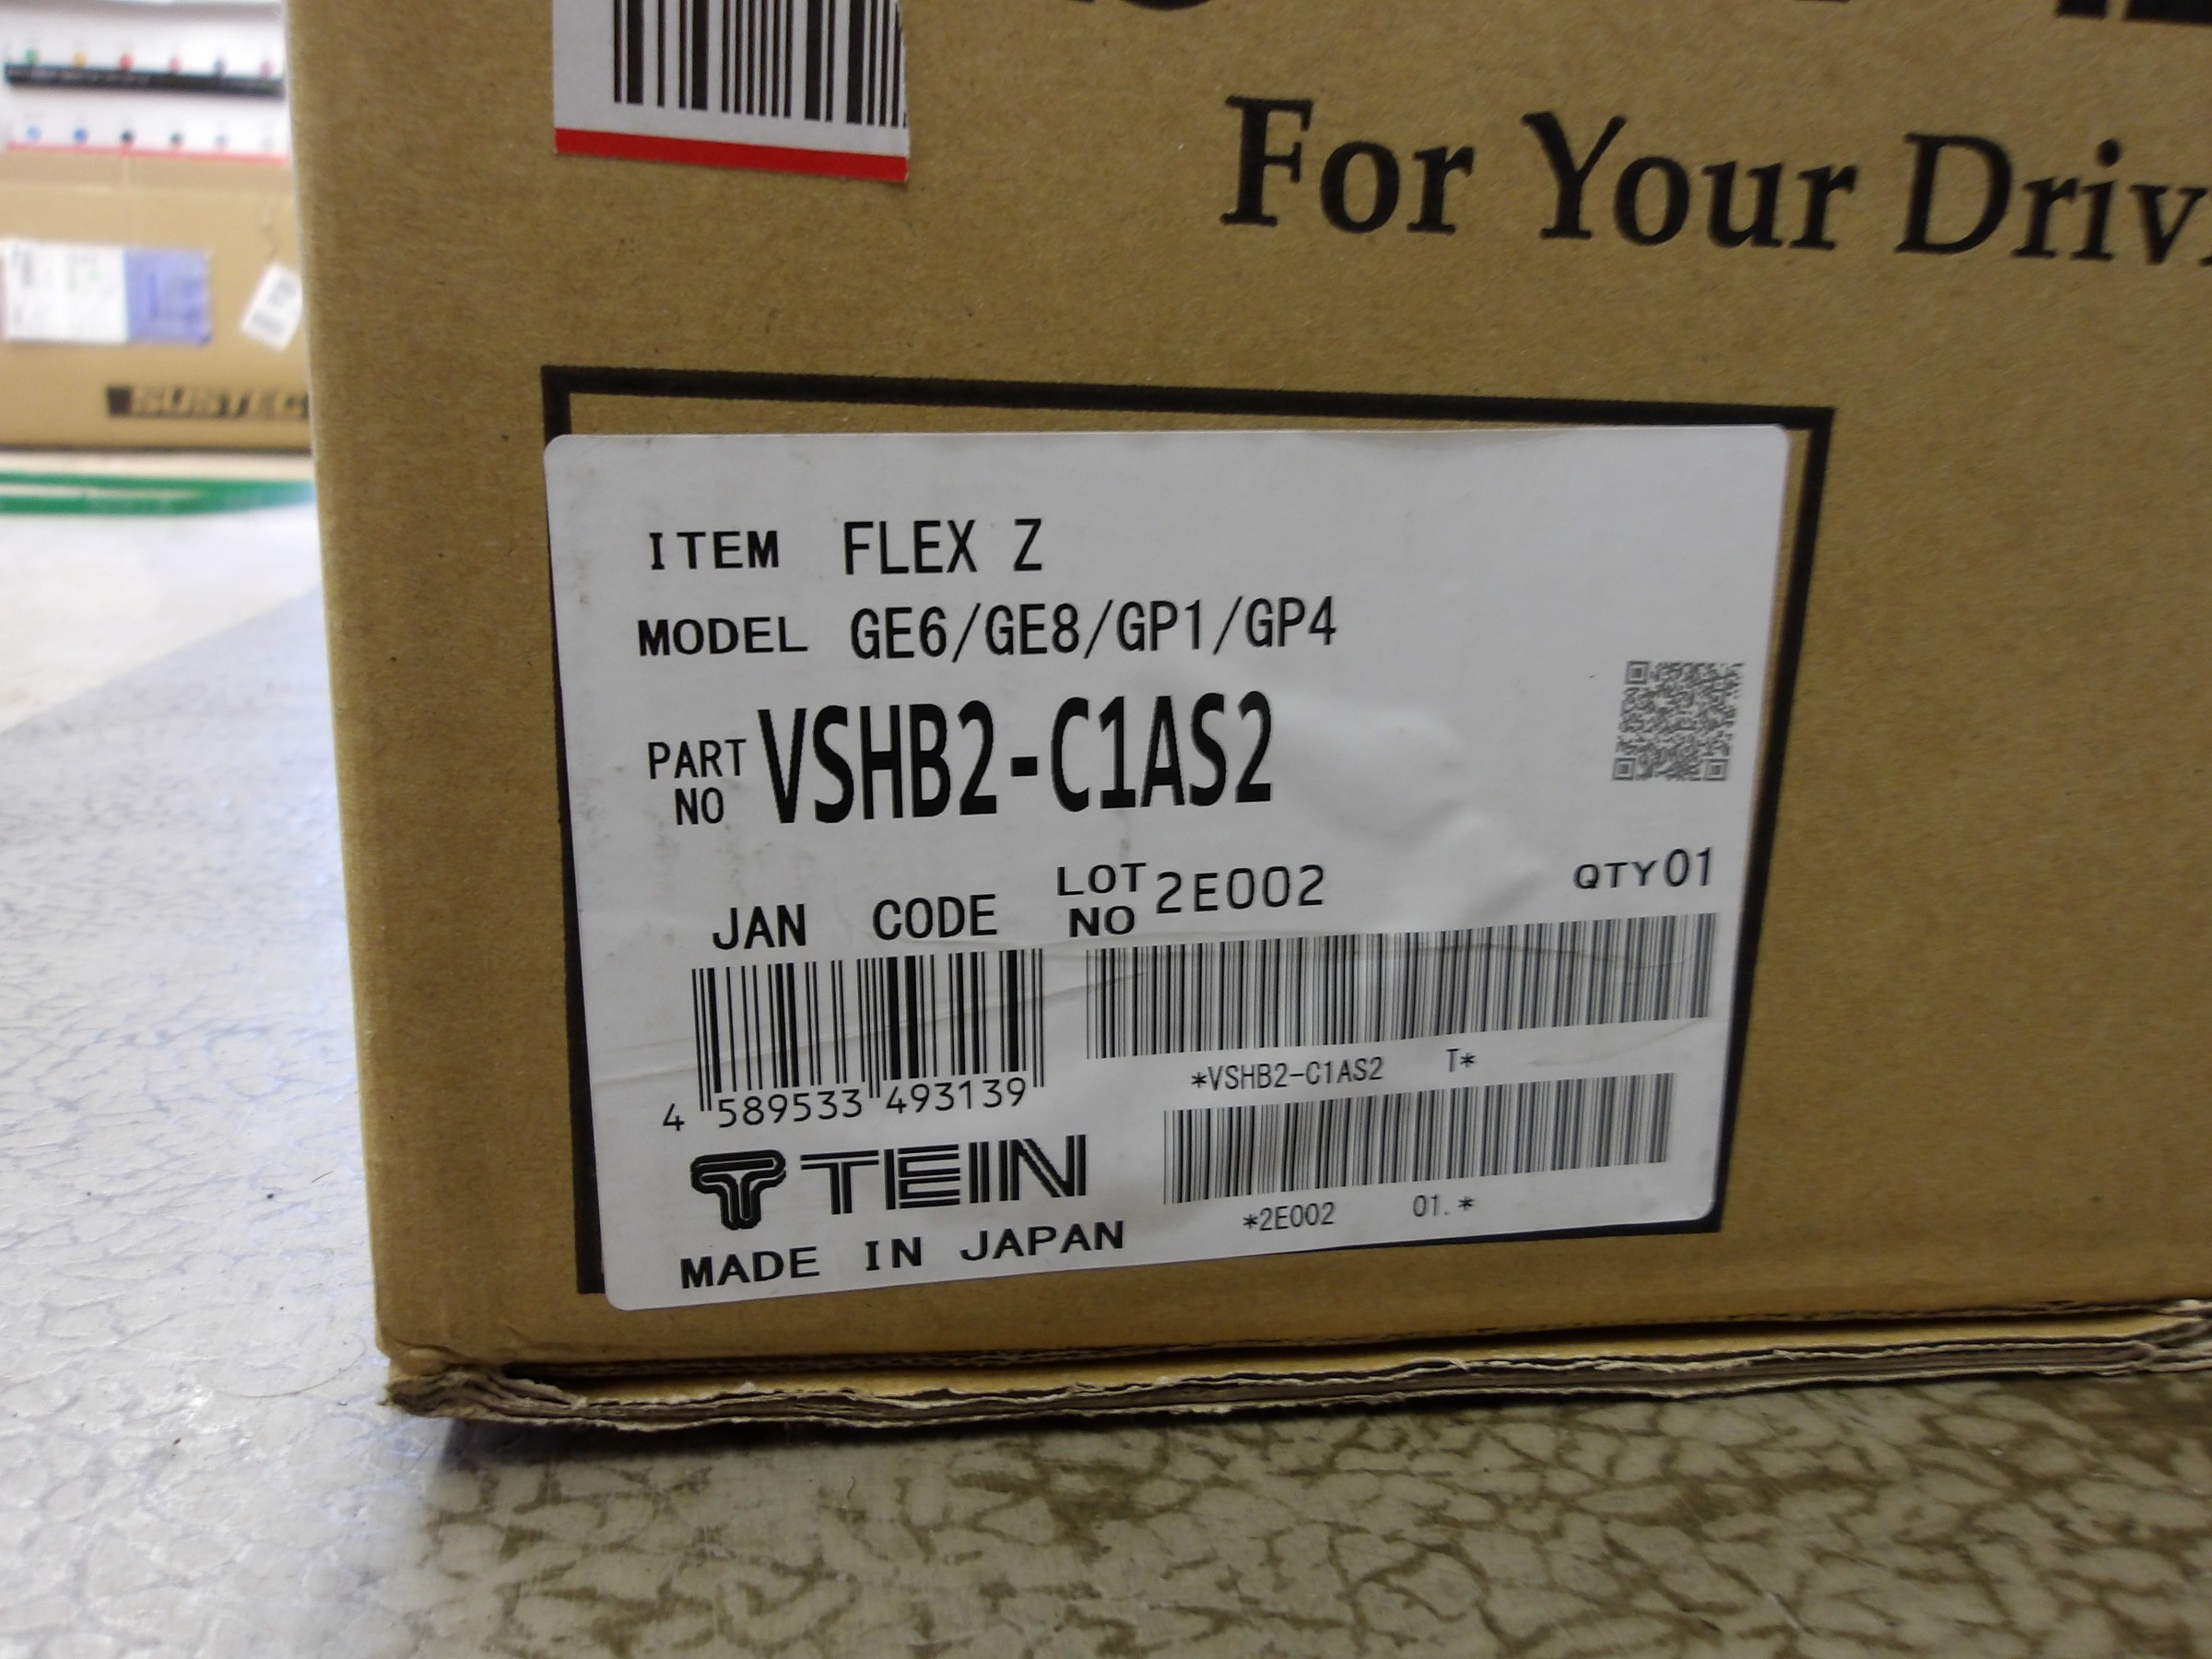 For Your Driv
SUSTEC
ITEM FLEX Z
MODEL GE6/GE8/GP1/GP4
PART NO VSHB2-C1AS2
JAN CODE
LOT NO 2E002
QTY 01
4 589533 493139
*VSHB2-C1AS2 T*
TEIN
*2E002 01.*
MADE IN JAPAN